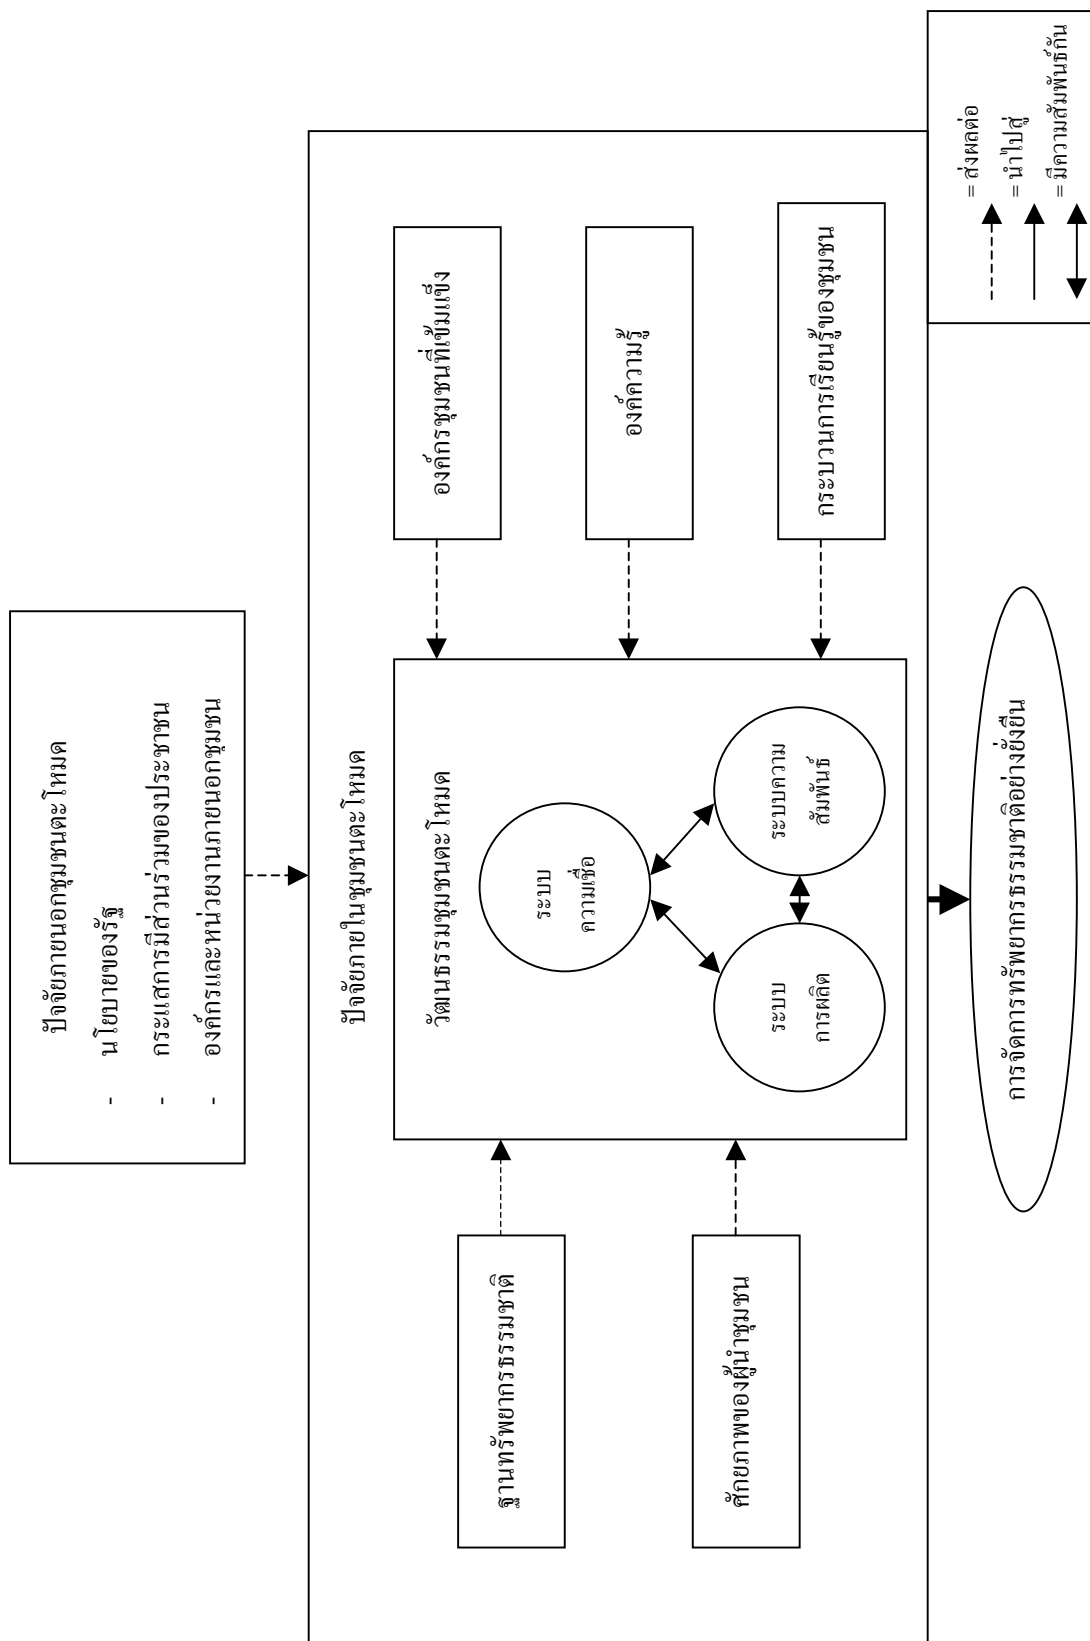 ปัจจัยภายนอกชุมชนตะโหมด
- นโยบายของรัฐ
- กระแสการมีส่วนร่วมของประชาชน
- องค์กรและหน่วยงานภายนอกชุมชน
ปัจจัยภายในชุมชนตะโหมด
ฐานทรัพยากรธรรมชาติ
ศักยภาพของผู้นำชุมชน
วัฒนธรรมชุมชนตะโหมด
ระบบ
ความเชื่อ
ระบบ
การผลิต
ระบบความ
สัมพันธ์
องค์กรชุมชนที่เข้มแข็ง
องค์ความรู้
กระบวนการเรียนรู้ของชุมชน
การจัดการทรัพยากรธรรมชาติอย่างยั่งยืน
= ส่งผลต่อ
= นำไปสู่
= มีความสัมพันธ์กัน